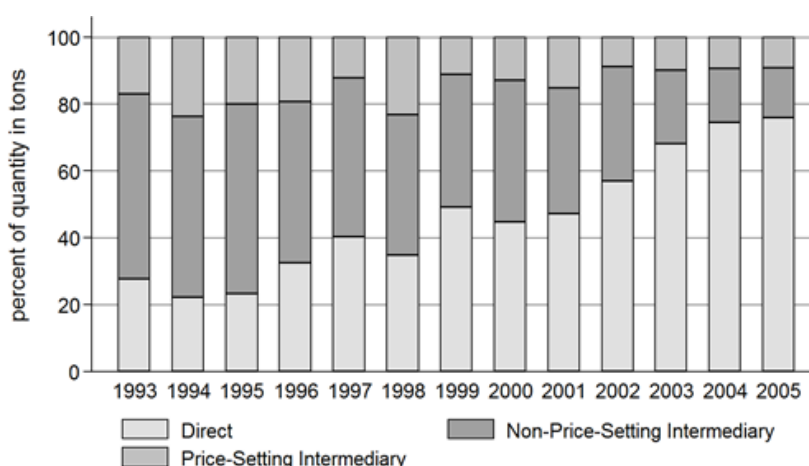 100
80
60
40
20
0
percent of quantity in tons
1993 1994 1995 1996 1997 1998 1999 2000 2001 2002 2003 2004 2005
Direct Non-Price-Setting Intermediary
Price-Setting Intermediary